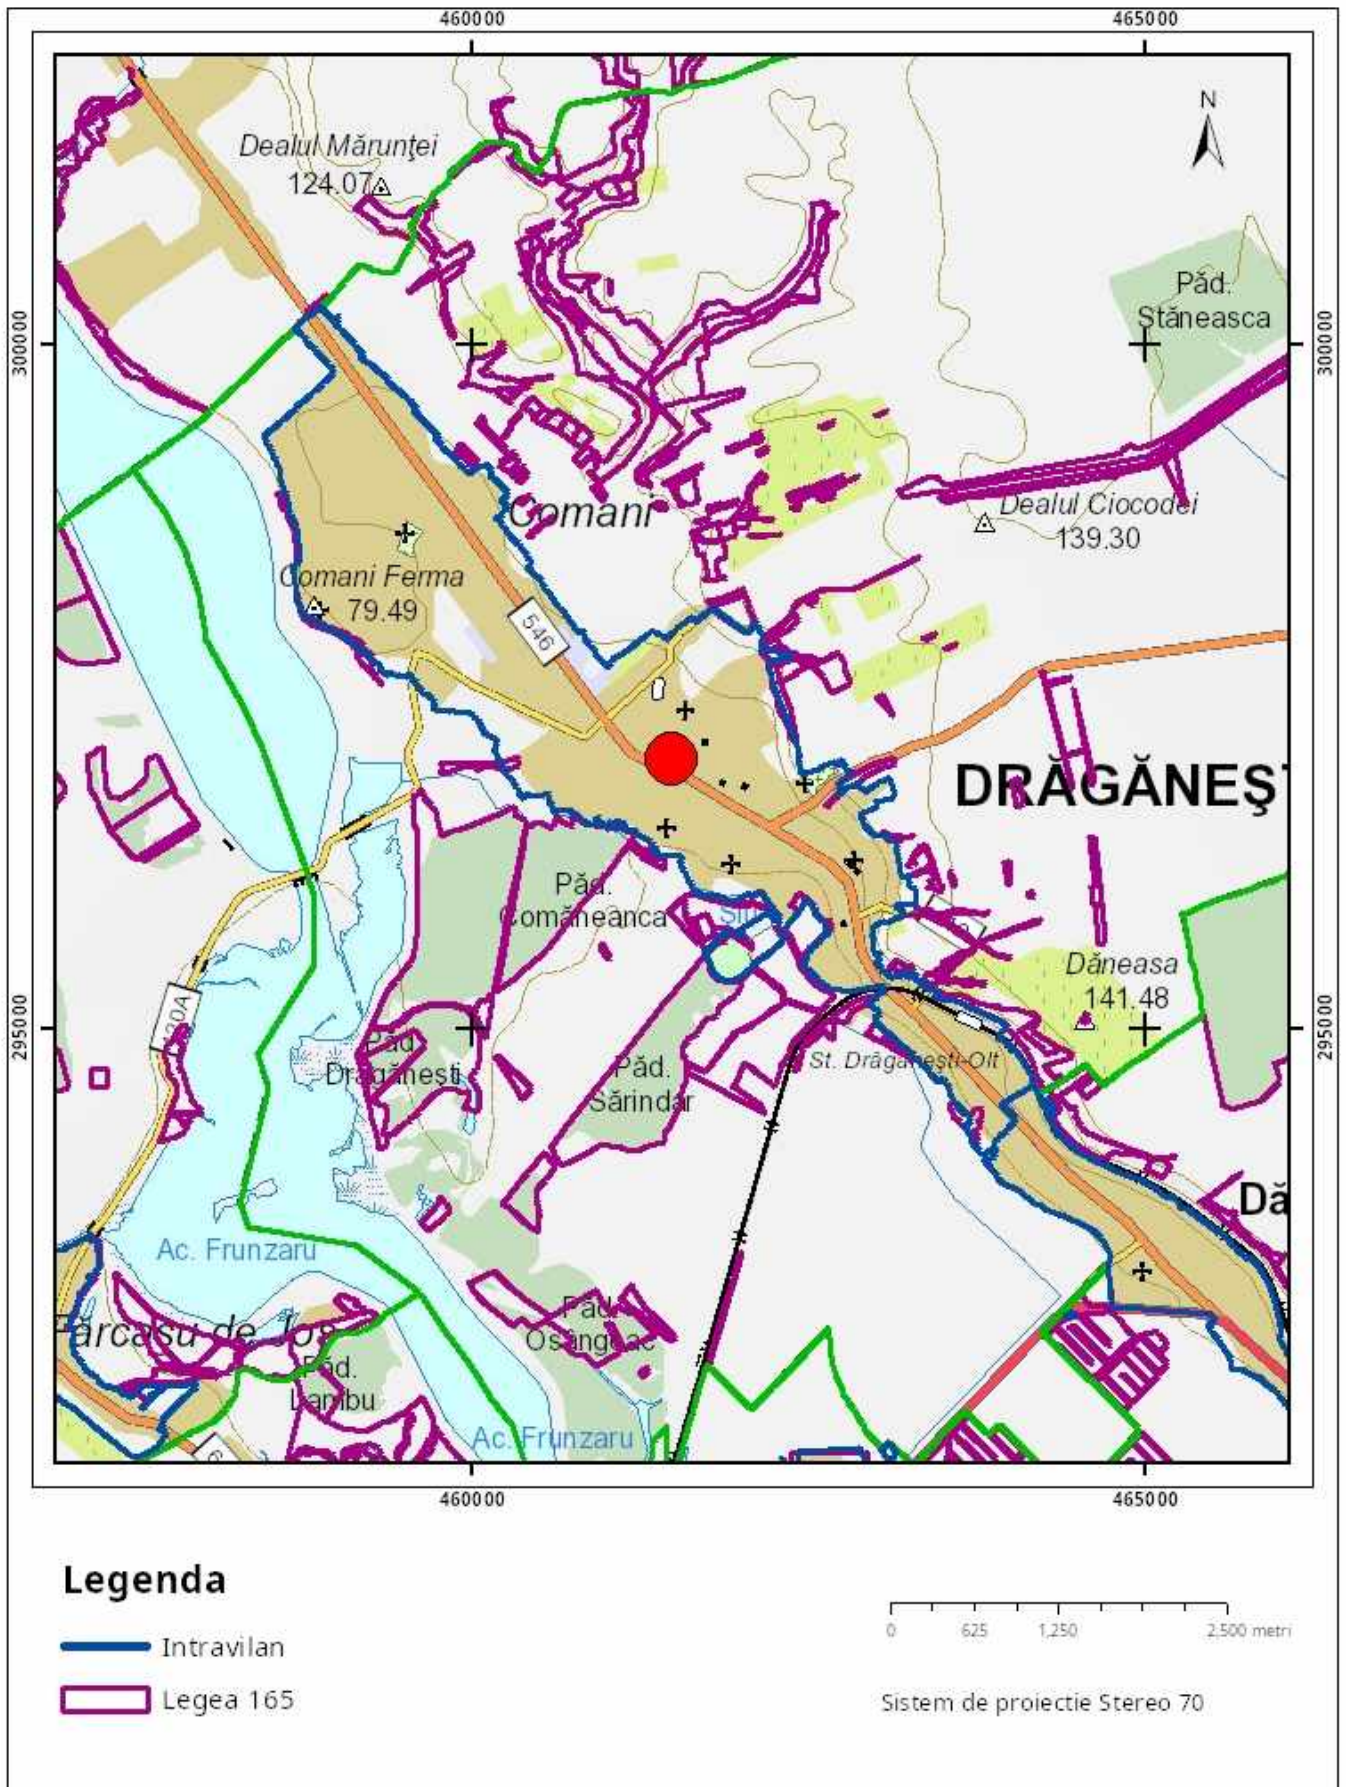 460000
465000
N
Dealul Mărunţei
124.07
Păd.
Stăneasca
300000
300000
Comani
Dealul Ciocodei
139.30
Comani Ferma
79.49
546
DRĂGĂNEŞT
Păd.
Comăneanca
Dăneasa
141.48
295000
295000
Păd.
Drăgăneşti
St. Drăgăneşti-Olt
Păd.
Sărindar
Dă
Ac. Frunzaru
Fărcaşu de Jos
Păd.
Osângeac
Păd.
Lambu
Ac. Frunzaru
6
460000
465000
Legenda
Intravilan
Legea 165
0 625 1,250 2,500 metri
Sistem de proiectie Stereo 70